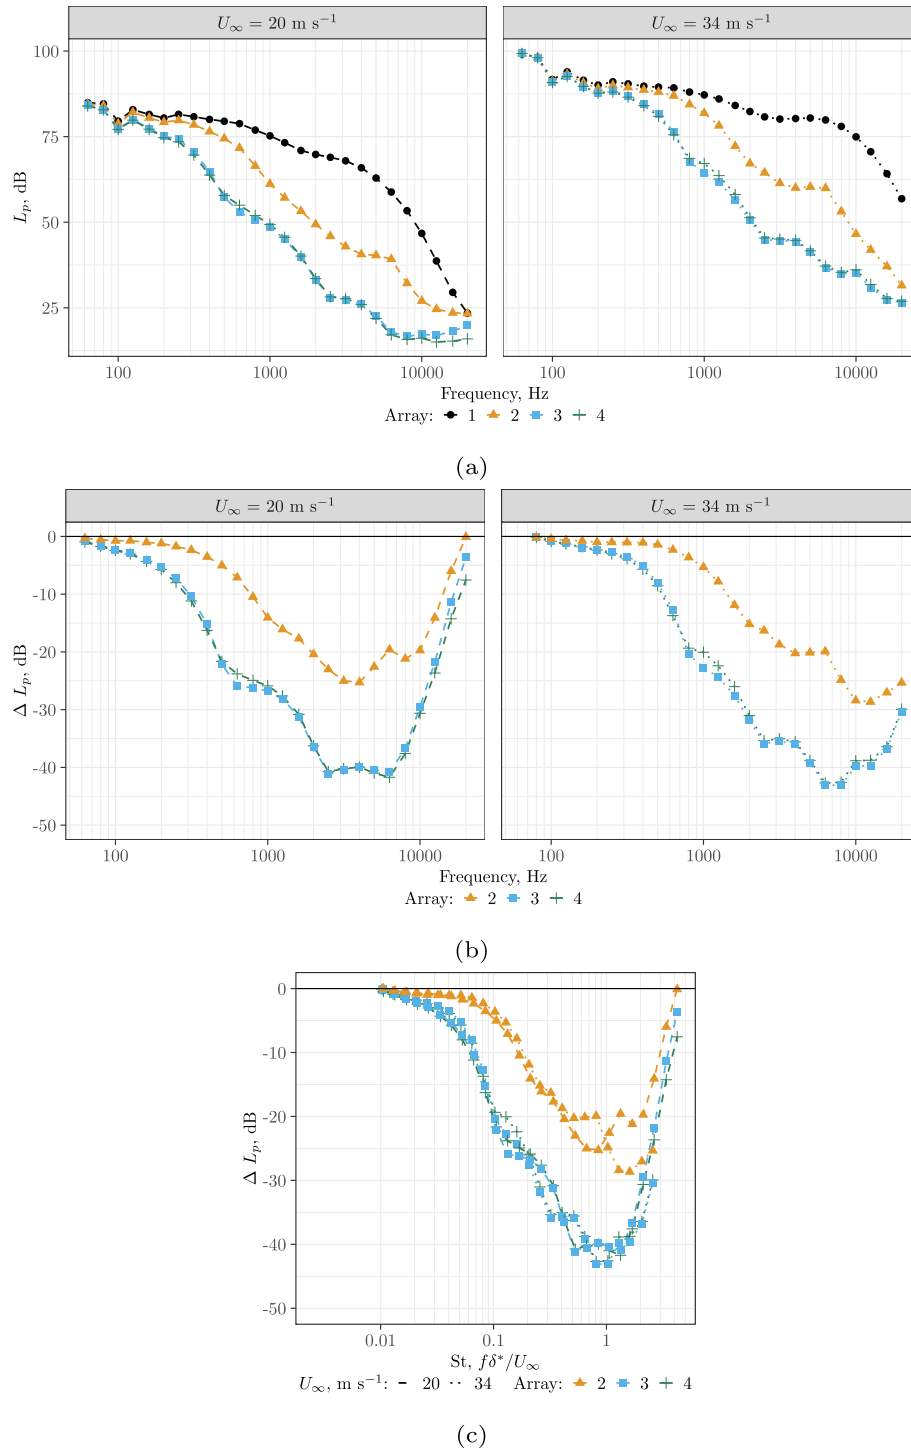 U∞ = 20 m s⁻¹
U∞ = 34 m s⁻¹
100
75
50
25
Lp, dB
100
1000
10000
100
1000
10000
Frequency, Hz
Array: 1 2 3 4
(a)
U∞ = 20 m s⁻¹
U∞ = 34 m s⁻¹
0
-10
-20
-30
-40
-50
Δ Lp, dB
100
1000
10000
100
1000
10000
Frequency, Hz
Array: 2 3 4
(b)
0
-10
-20
-30
-40
-50
Δ Lp, dB
0.01
0.1
1
St, fδ*/U∞
U∞, m s⁻¹: 20 34 Array: 2 3 4
(c)